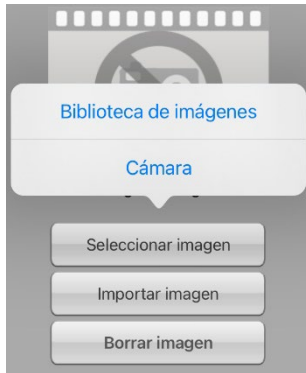 Biblioteca de imágenes
Cámara
Seleccionar imagen
Importar imagen
Borrar imagen